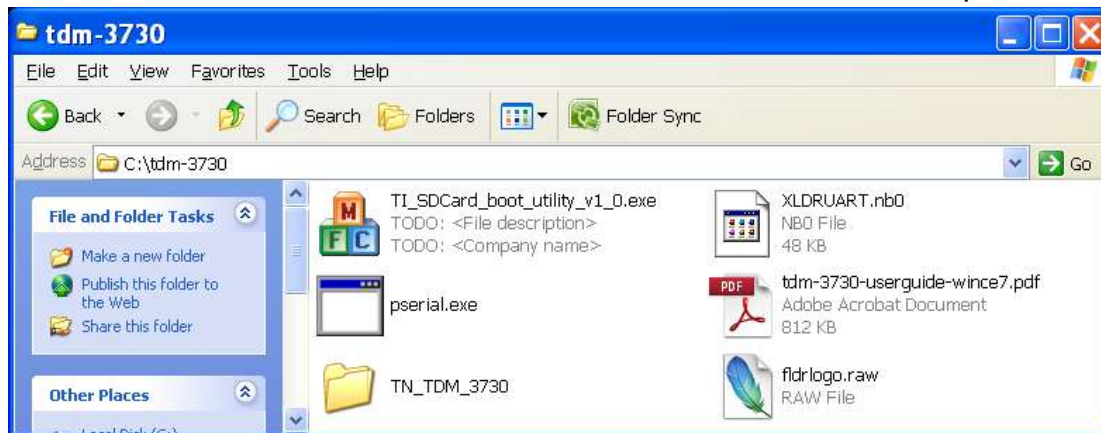 tdm-3730
File Edit View Favorites Tools Help
Back Search Folders Folder Sync
Address C:\tdm-3730 Go
File and Folder Tasks
Make a new folder
Publish this folder to
the Web
Share this folder
Other Places
M
F C
TI_SDCard_boot_utility_v1_0.exe
TODO: <File description>
TODO: <Company name>
XLDRUART.nb0
NB0 File
48 KB
pserial.exe
PDF
tdm-3730-userguide-wince7.pdf
Adobe Acrobat Document
812 KB
TN_TDM_3730
fldrlogo.raw
RAW File